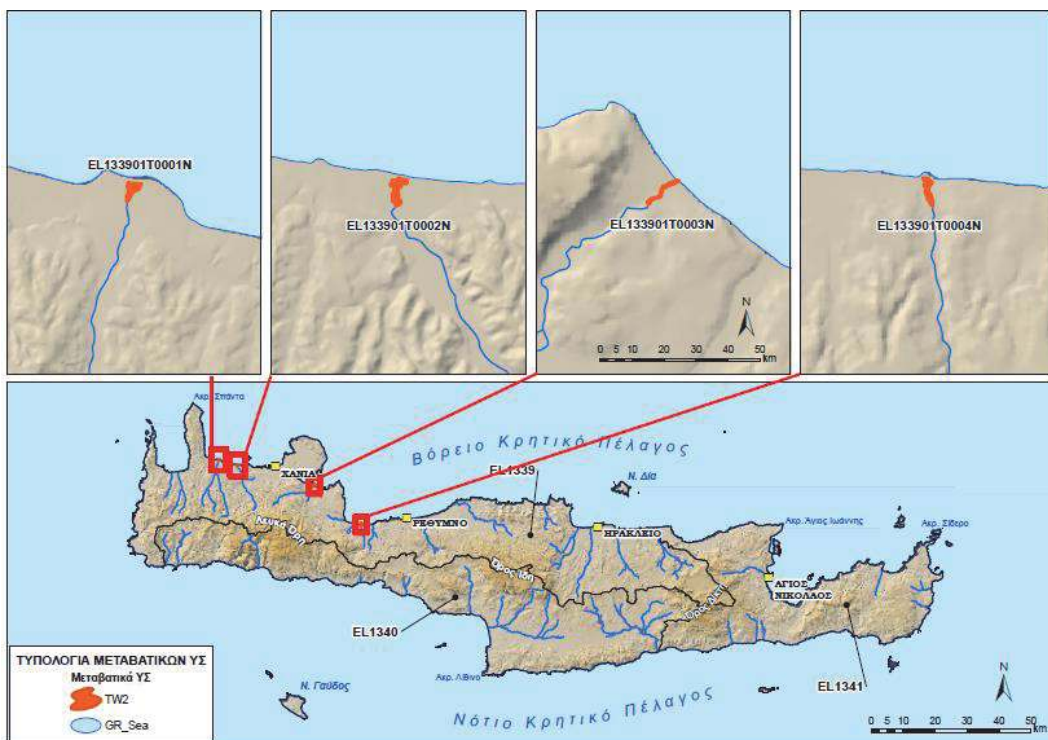 EL133901T0001N
EL133901T0002N
EL133901T0003N
EL133901T0004N
N
0 5 10 20 30 40 50
km
Ακρ. Σπάντα
Βόρειο Κρητικό Πέλαγος
ΧΑΝΙΑ
EL1339
Ν. Δία
ΡΕΘΥΜΝΟ
ΗΡΑΚΛΕΙΟ
Ακρ. Άγιος Ιωάννης
Ακρ. Σίδερο
Λευκά Όρη
Όρος Ίδη
Όρος Δίκτη
ΑΓΙΟΣ
ΝΙΚΟΛΑΟΣ
EL1340
EL1341
Ακρ. Λίθινο
Ν. Γαύδος
Νότιο Κρητικό Πέλαγος
ΤΥΠΟΛΟΓΙΑ ΜΕΤΑΒΑΤΙΚΩΝ ΥΣ
Μεταβατικά ΥΣ
TW2
GR_Sea
N
0 5 10 20 30 40 50
km